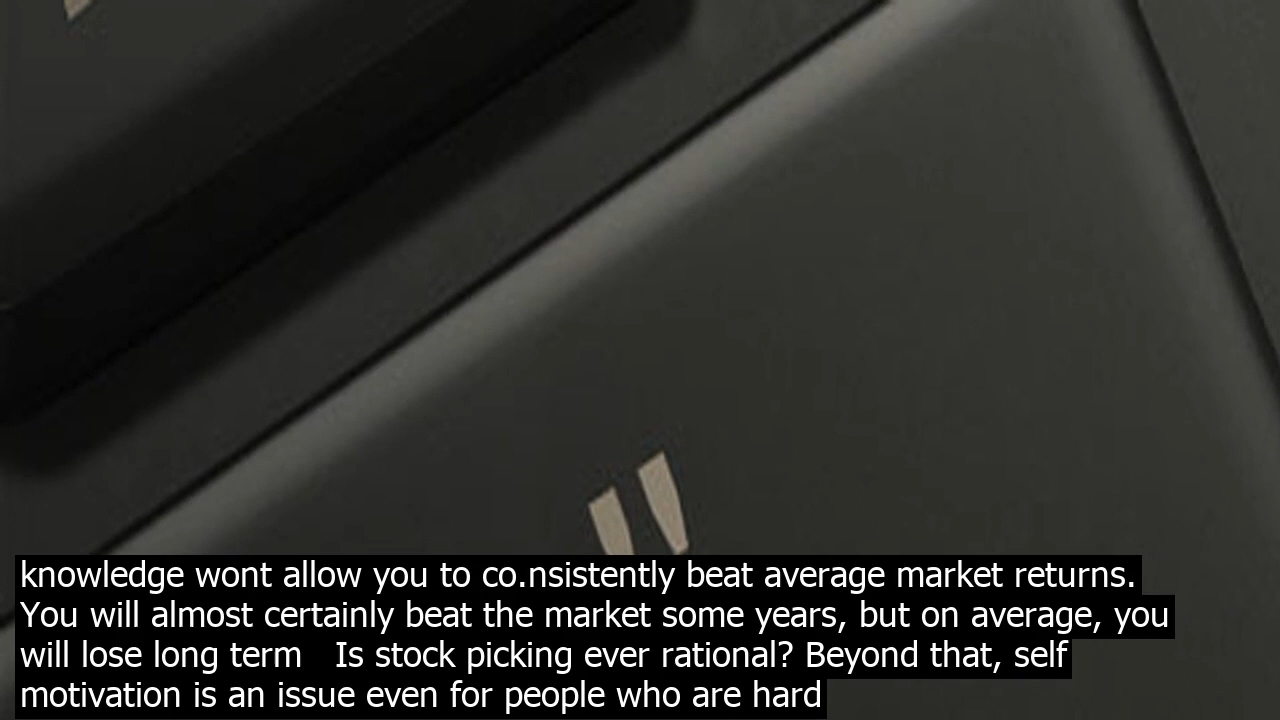 "
knowledge wont allow you to co.nsistently beat average market returns.
You will almost certainly beat the market some years, but on average, you
will lose long term   Is stock picking ever rational? Beyond that, self
motivation is an issue even for people who are hard